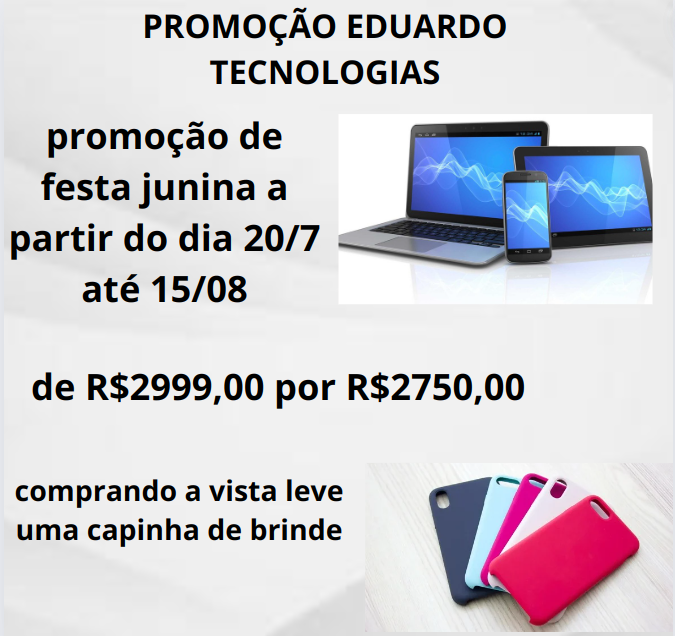 PROMOÇÃO EDUARDO
TECNOLOGIAS
promoção de
festa junina a
partir do dia 20/7
até 15/08
de R$2999,00 por R$2750,00
comprando a vista leve
uma capinha de brinde